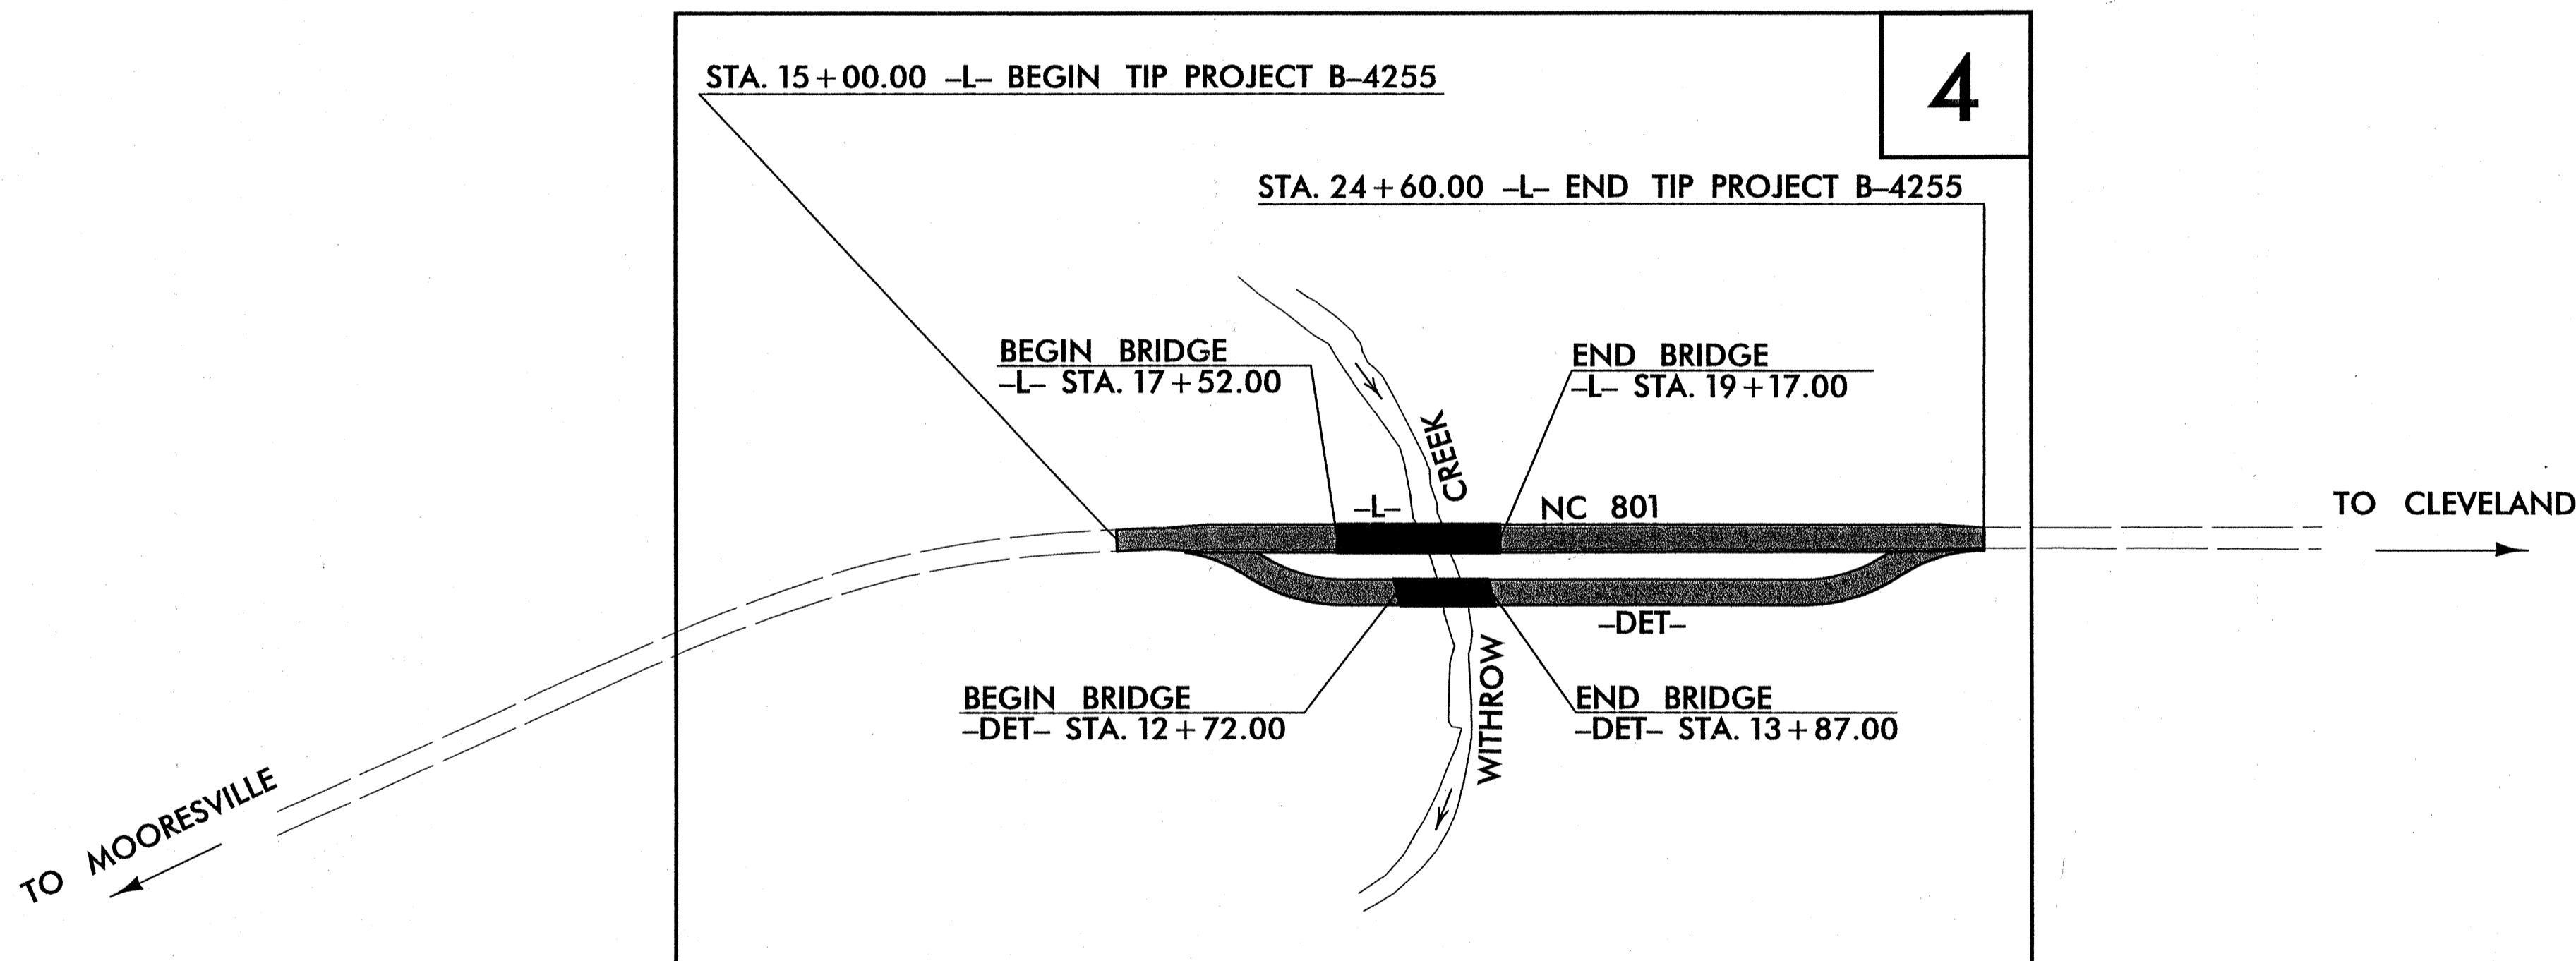 STA. 15+00.00 –L– BEGIN TIP PROJECT B–4255
4
STA. 24+60.00 –L– END TIP PROJECT B–4255
BEGIN BRIDGE
–L– STA. 17+52.00
END BRIDGE
–L– STA. 19+17.00
CREEK
–L–
NC 801
TO CLEVELAND
–DET–
WITHROW
BEGIN BRIDGE
–DET– STA. 12+72.00
END BRIDGE
–DET– STA. 13+87.00
TO MOORESVILLE